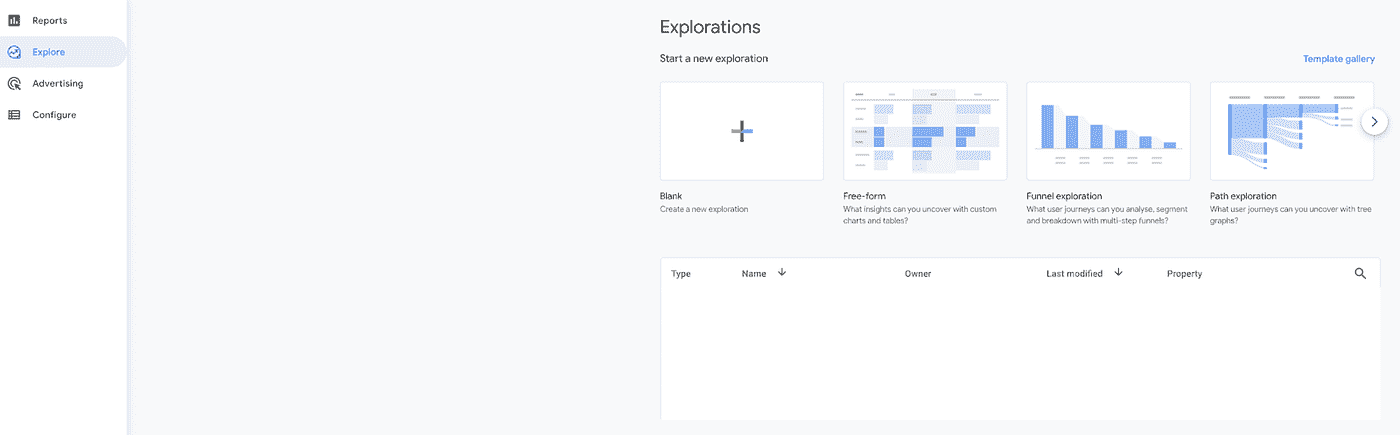 Reports
Explore
Advertising
Configure
Explorations
Start a new exploration
Template gallery
Blank
Create a new exploration
Free-form
What insights can you uncover with custom
charts and tables?
Funnel exploration
What user journeys can you analyse, segment
and breakdown with multi-step funnels?
Path exploration
What user journeys can you uncover with tree
graphs?
Type Name Owner Last modified Property